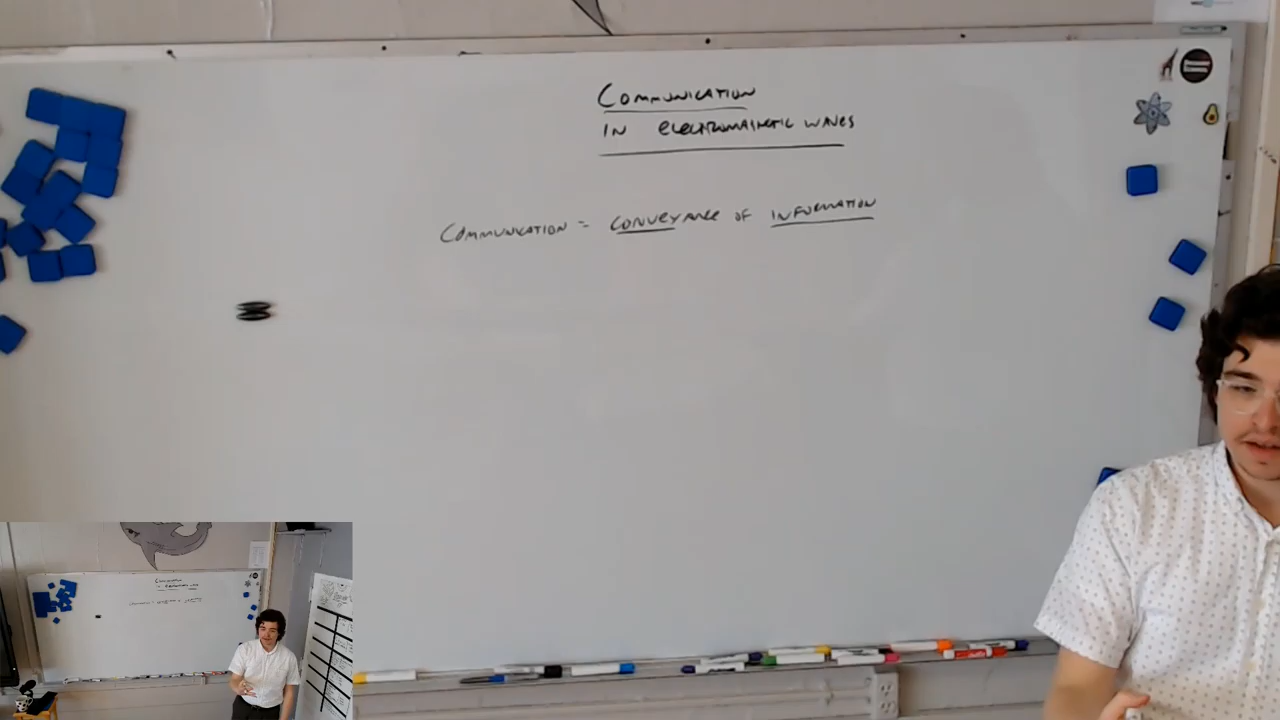 COMMUNICATION
IN ELECTROMAGNETIC WAVES
COMMUNICATION = CONVEYANCE OF INFORMATION